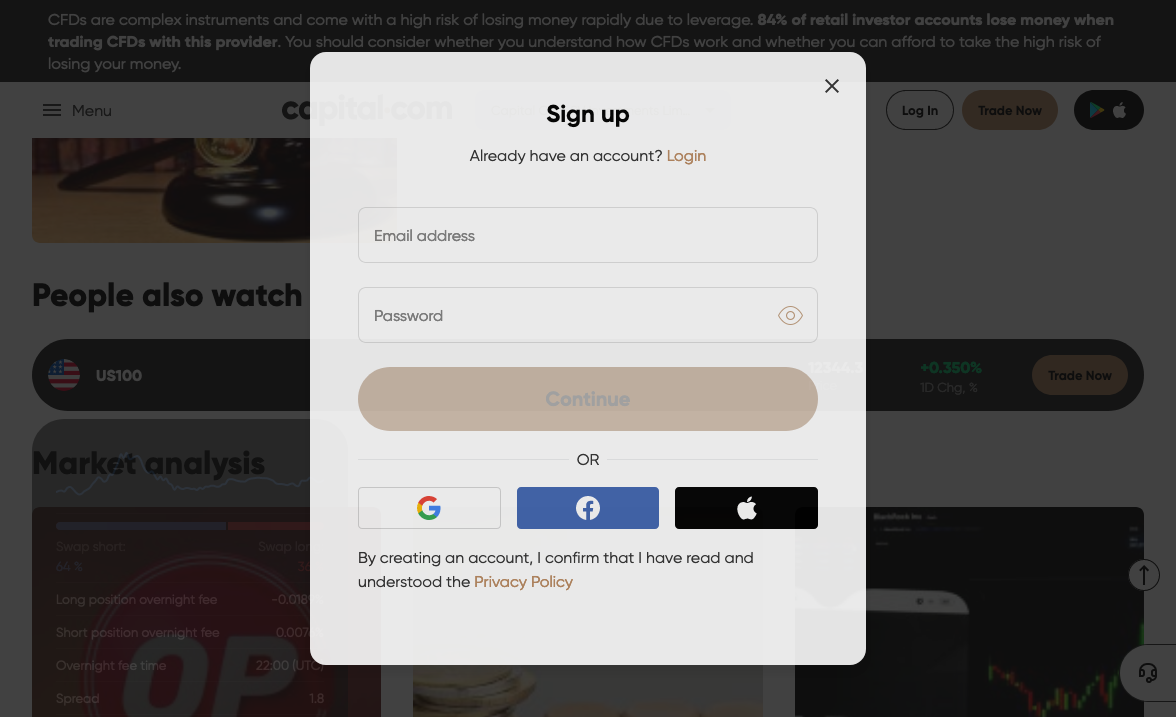 CFDs are complex instruments and come with a high risk of losing money rapidly due to leverage. 84% of retail investor accounts lose money when
trading CFDs with this provider. You should consider whether you understand how CFDs work and whether you can afford to take the high risk of
losing your money.
Menu
capital.com
Log In
Trade Now
Sign up
Already have an account? Login
Email address
Password
Continue
OR
By creating an account, I confirm that I have read and
understood the Privacy Policy
People also watch
US100
12344.3
+0.350%
1D Chg, %
Trade Now
Market analysis
Swap short:
64 %
Long position overnight fee
Short position overnight fee
Overnight fee time
22:00 (UTC)
Spread
1.8
OP